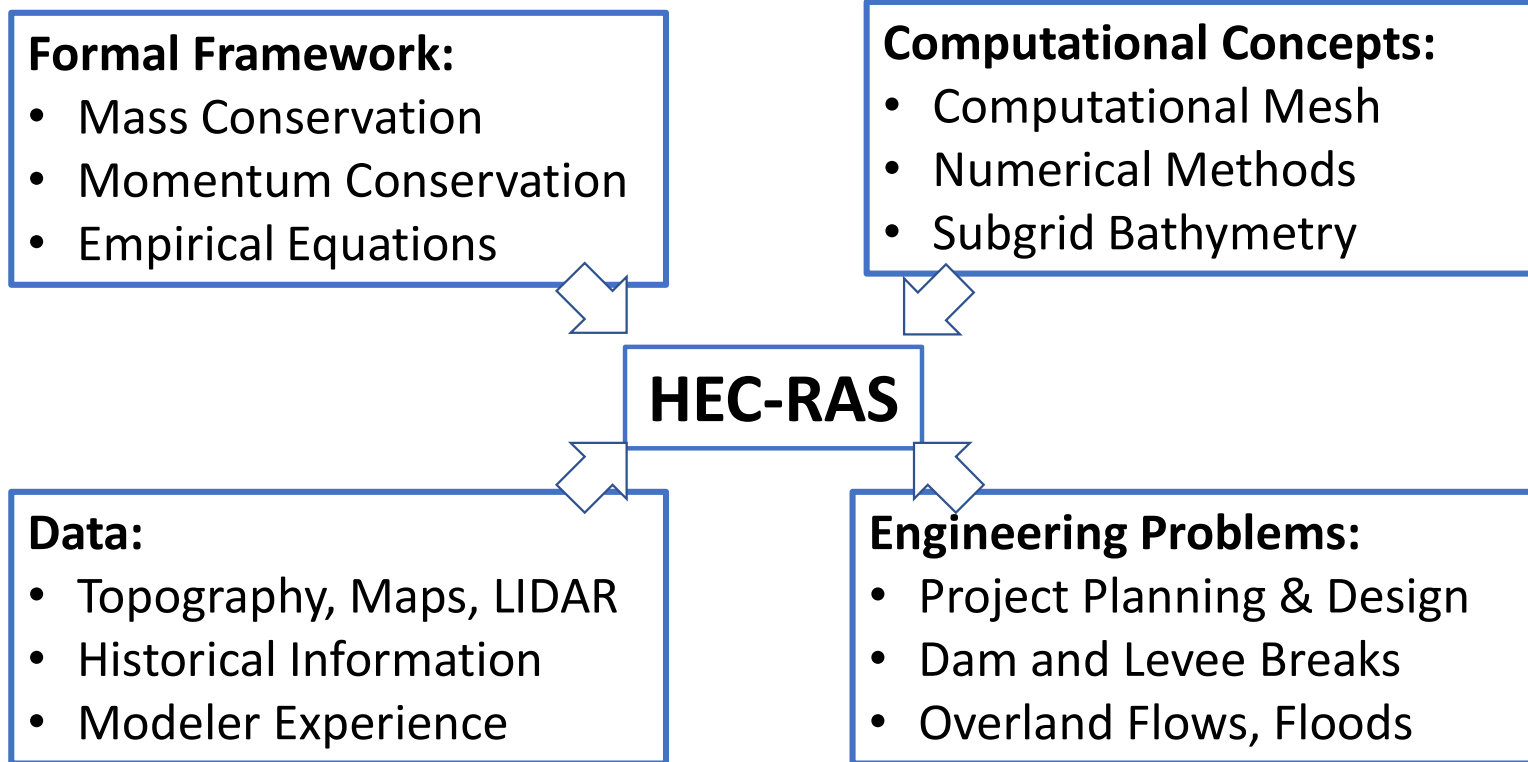 Formal Framework:
• Mass Conservation
• Momentum Conservation
• Empirical Equations
Computational Concepts:
• Computational Mesh
• Numerical Methods
• Subgrid Bathymetry
HEC-RAS
Data:
• Topography, Maps, LIDAR
• Historical Information
• Modeler Experience
Engineering Problems:
• Project Planning & Design
• Dam and Levee Breaks
• Overland Flows, Floods